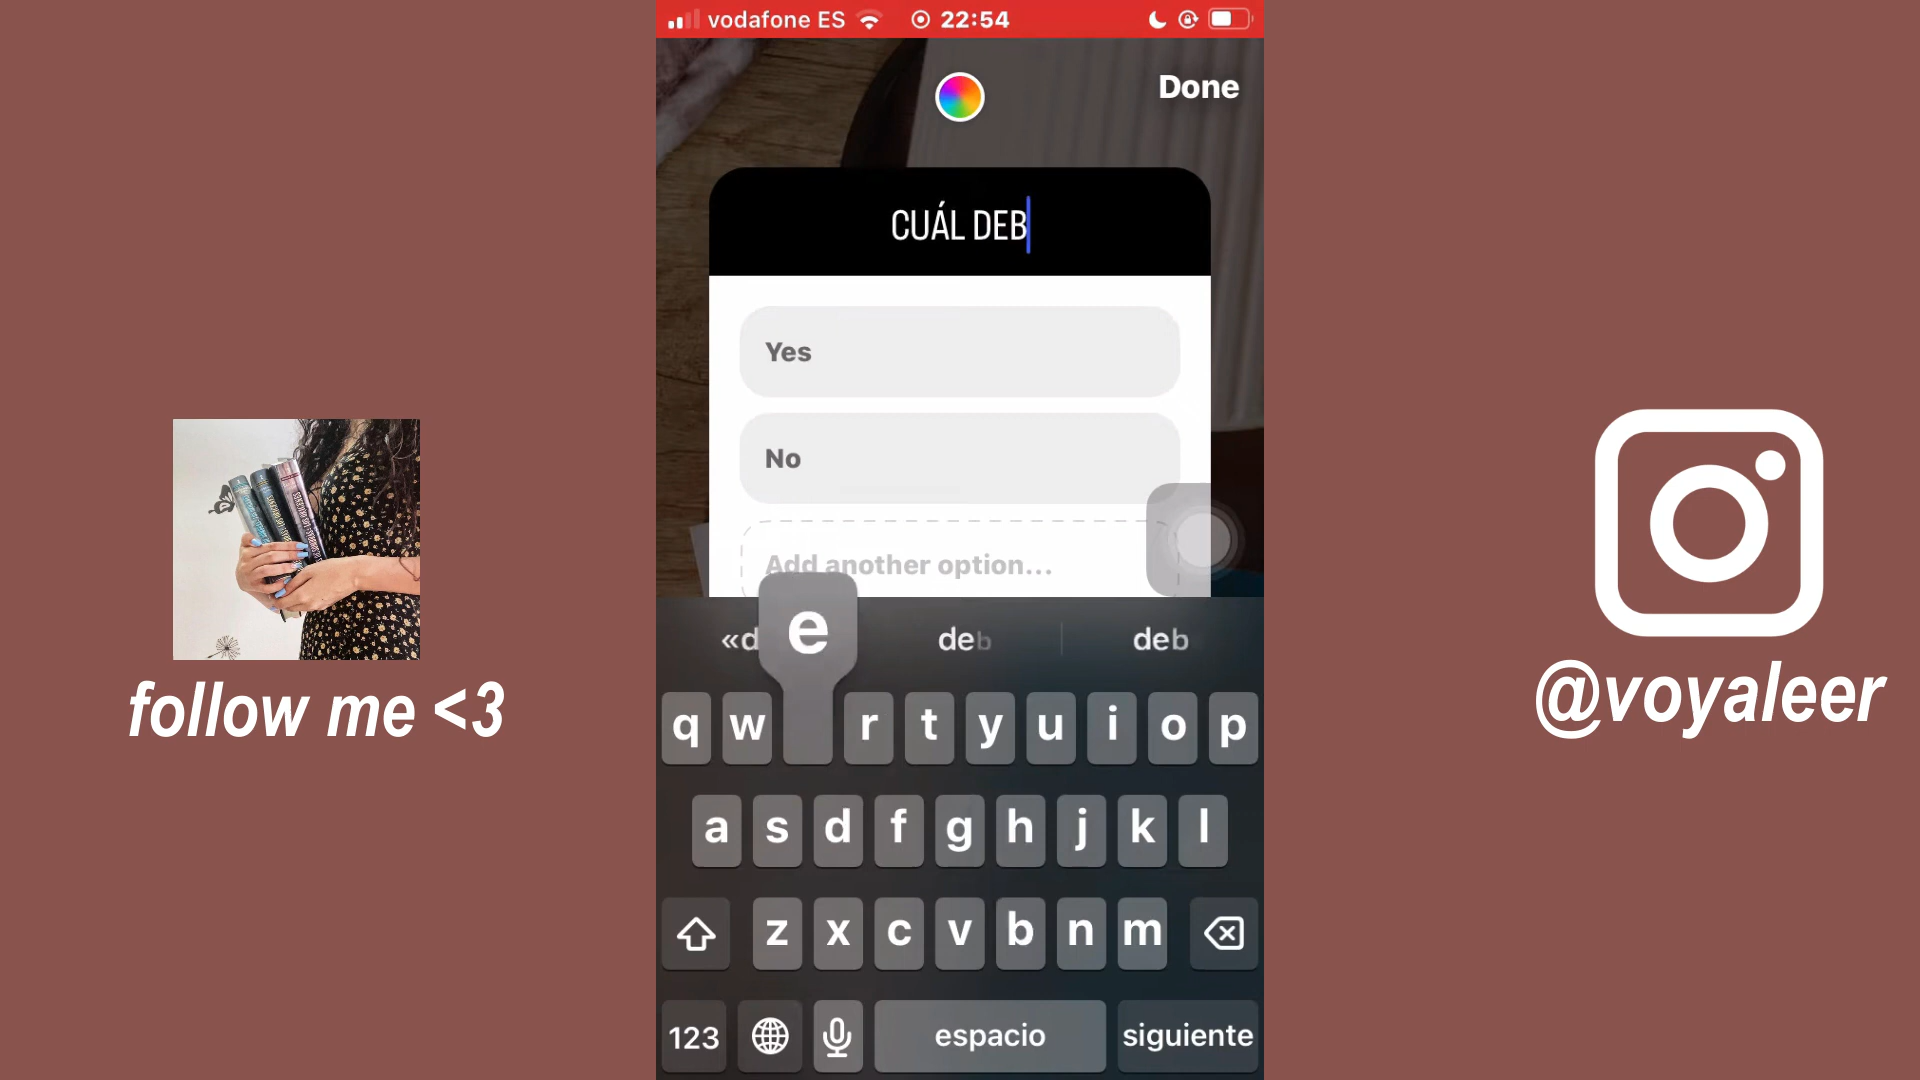 vodafone ES 22:54
Done
CUÁL DEB
Yes
No
Add another option...
«d e deb deb
q w r t y u i o p
a s d f g h j k l
z x c v b n m
123 espacio siguiente
follow me <3
@voyaleer